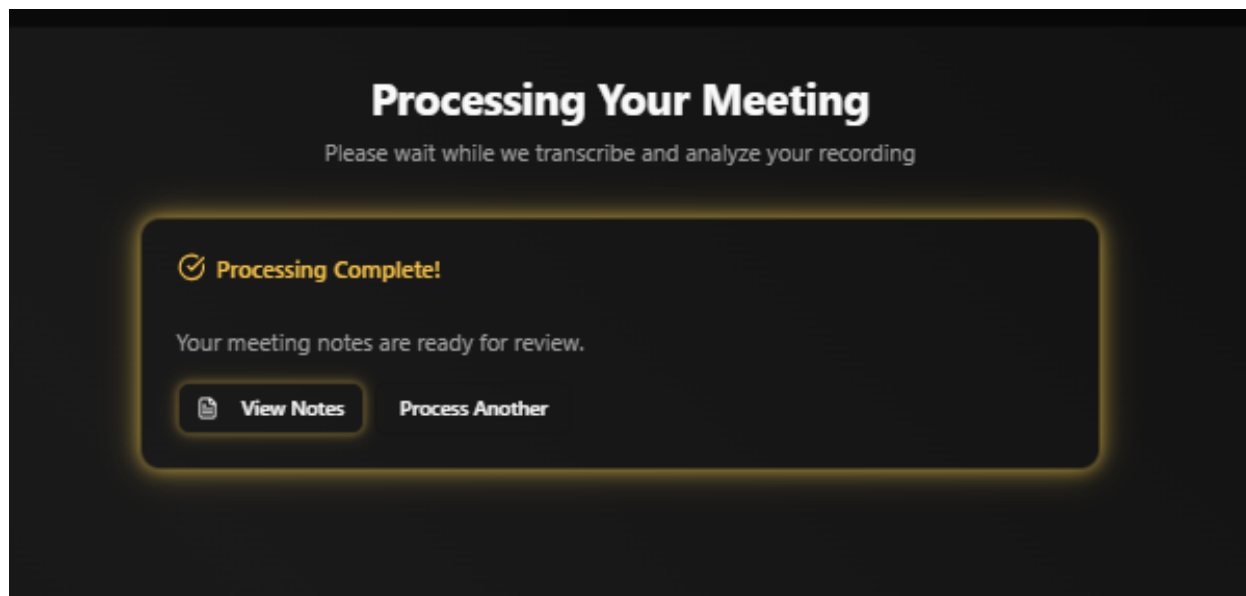 Processing Your Meeting
Please wait while we transcribe and analyze your recording
Processing Complete!
Your meeting notes are ready for review.
View Notes
Process Another